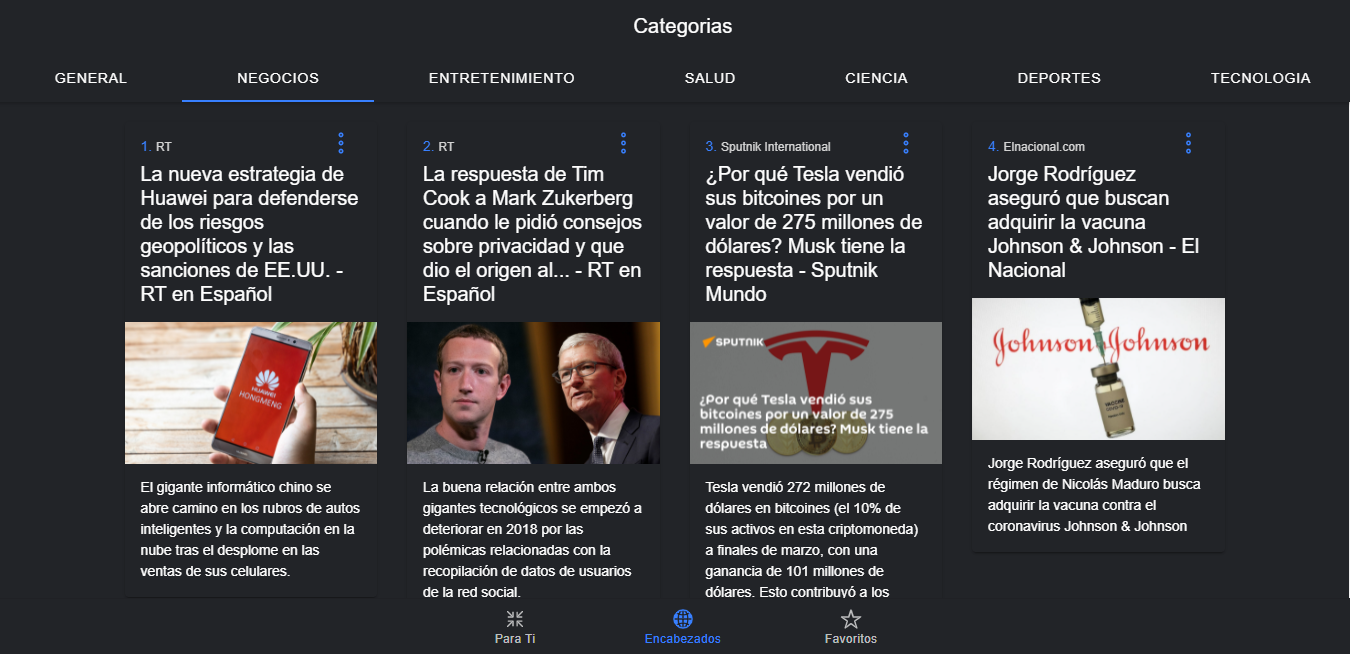 Categorias
GENERAL
NEGOCIOS
ENTRETENIMIENTO
SALUD
CIENCIA
DEPORTES
TECNOLOGIA
1. RT
La nueva estrategia de
Huawei para defenderse
de los riesgos
geopolíticos y las
sanciones de EE.UU. -
RT en Español
HUAWEI
HONGMENG
El gigante informático chino se
abre camino en los rubros de autos
inteligentes y la computación en la
nube tras el desplome en las
ventas de sus celulares.
2. RT
La respuesta de Tim
Cook a Mark Zukerberg
cuando le pidió consejos
sobre privacidad y que
dio el origen al... - RT en
Español
La buena relación entre ambos
gigantes tecnológicos se empezó a
deteriorar en 2018 por las
polémicas relacionadas con la
recopilación de datos de usuarios
de la red social.
3. Sputnik International
¿Por qué Tesla vendió
sus bitcoines por un
valor de 275 millones de
dólares? Musk tiene la
respuesta - Sputnik
Mundo
SPUTNIK
¿Por qué Tesla vendió sus
bitcoines por un valor de 275
millones de dólares? Musk tiene la
respuesta
Tesla vendió 272 millones de
dólares en bitcoines (el 10% de
sus activos en esta criptomoneda)
a finales de marzo, con una
ganancia de 101 millones de
dólares. Esto contribuyó a los
4. Elnacional.com
Jorge Rodríguez
aseguró que buscan
adquirir la vacuna
Johnson & Johnson - El
Nacional
Johnson & Johnson
VACCINE
Jorge Rodríguez aseguró que el
régimen de Nicolás Maduro busca
adquirir la vacuna contra el
coronavirus Johnson & Johnson
Para Ti
Encabezados
Favoritos